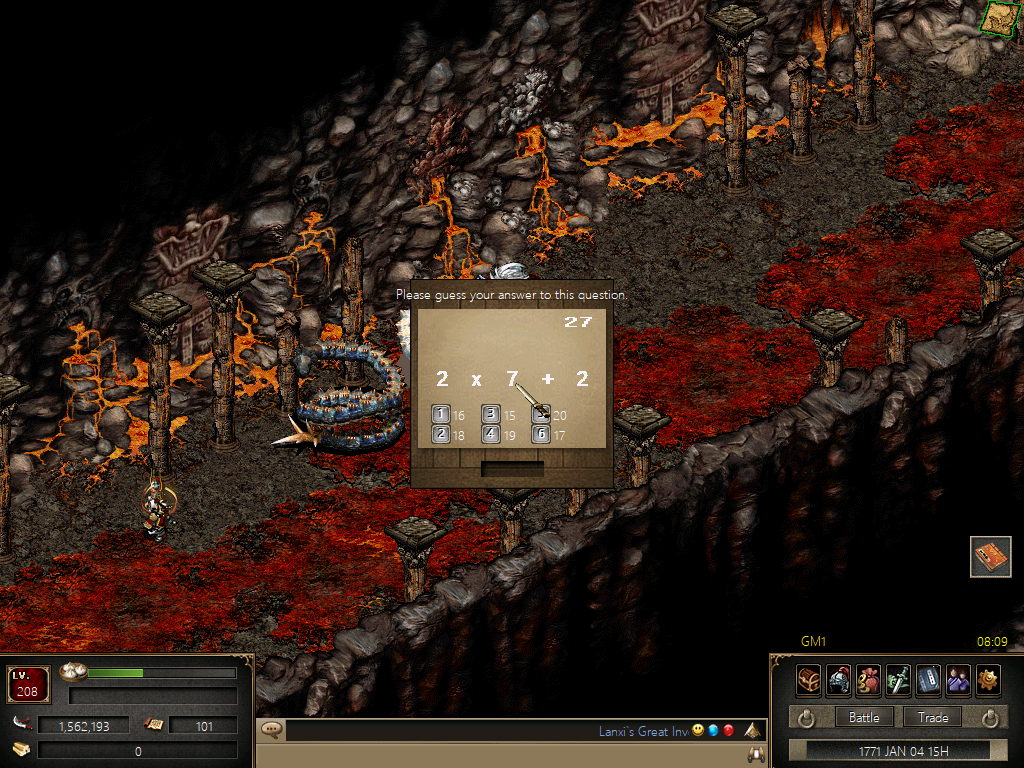 Please guess your answer to this question.
27
2 x 7 + 2
1 16 3 15 5 20
2 18 4 19 6 17
GM1 08:09
LV.
208
1,562,193 101
0
Lanxi's Great Inv
Battle Trade
1771 JAN 04 15H